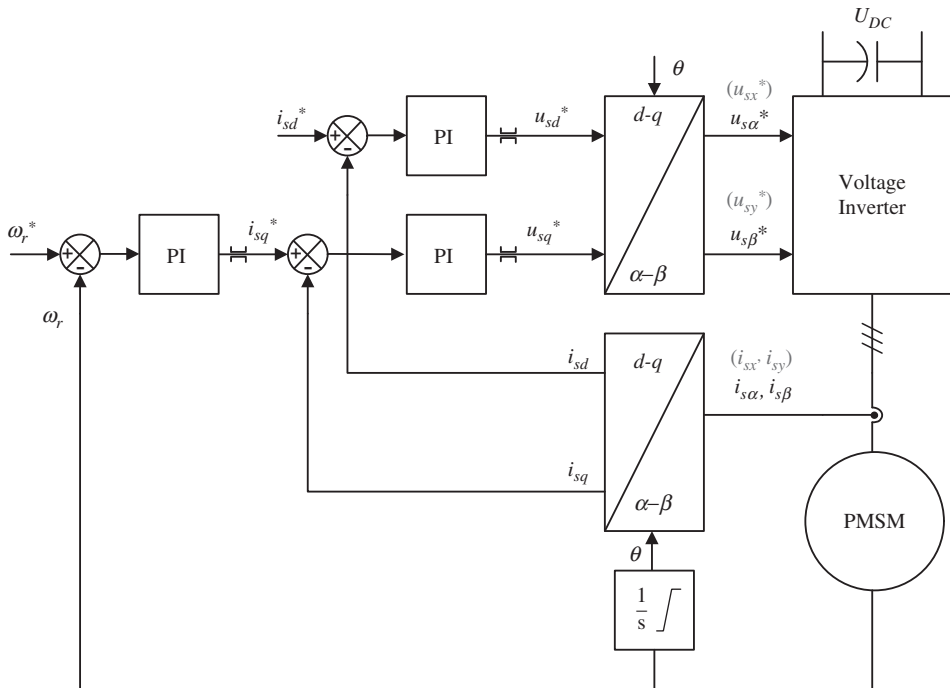 U_DC
θ
(u_sx*)
i_sd*
+
-
PI
u_sd*
d-q
u_sα*
Voltage
Inverter
(u_sy*)
ω_r*
+
-
PI
i_sq*
+
-
PI
u_sq*
u_sβ*
α–β
ω_r
i_sd
d-q
(i_sx, i_sy)
i_sα, i_sβ
i_sq
α–β
PMSM
θ
1
s